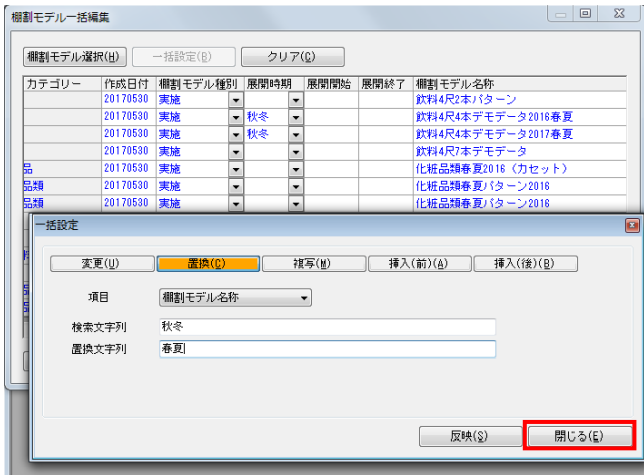 棚割モデル一括編集
棚割モデル選択(H) 一括設定(R) クリア(C)
カテゴリー 作成日付 棚割モデル種別 展開時期 展開開始 展開終了 棚割モデル名称
20170530 実施 飲料4尺2本パターン
20170530 実施 秋冬 飲料4尺4本デモデータ2016春夏
20170530 実施 秋冬 飲料4尺4本デモデータ2017春夏
20170530 実施 飲料4尺7本デモデータ
品 20170530 実施 化粧品類春夏2016（カセット）
品類 20170530 実施 化粧品類春夏パターン2016
品類 20170530 実施 化粧品類春夏パターン2016
一括設定
変更(U) 置換(C) 複写(M) 挿入(前)(A) 挿入(後)(B)
項目 棚割モデル名称
検索文字列 秋冬
置換文字列 春夏
反映(S) 閉じる(E)